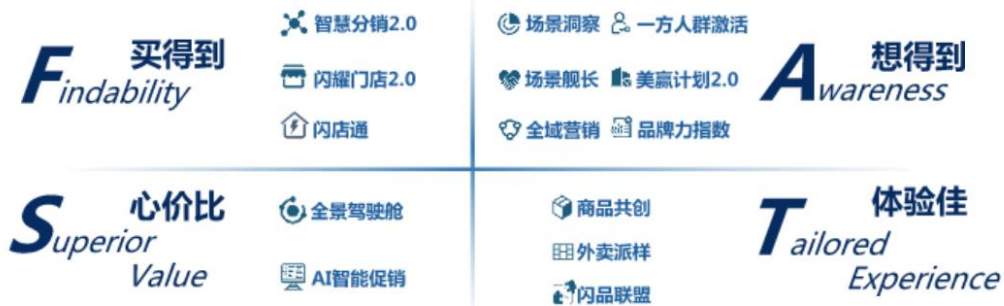 买得到
Findability
智慧分销2.0
闪耀门店2.0
闪店通
场景洞察 一方人群激活
场景舰长 美赢计划2.0
全域营销 品牌力指数
想得到
Awareness
心价比
Superior
Value
全景驾驶舱
AI智能促销
商品共创
外卖派样
闪品联盟
体验佳
Tailored
Experience